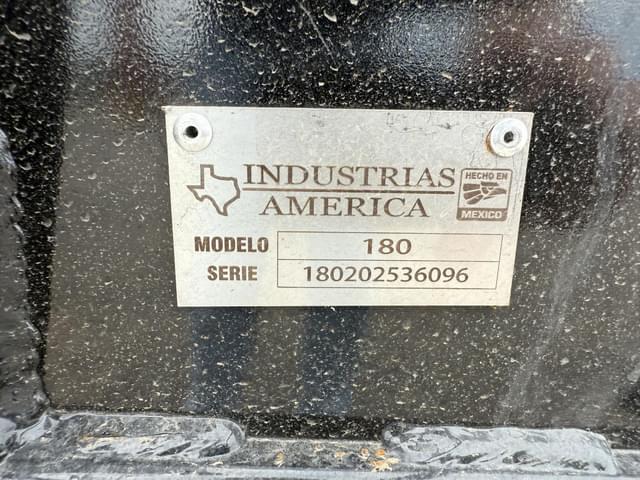 INDUSTRIAS
AMERICA
HECHO EN
MEXICO
MODELO 180
SERIE 180202536096